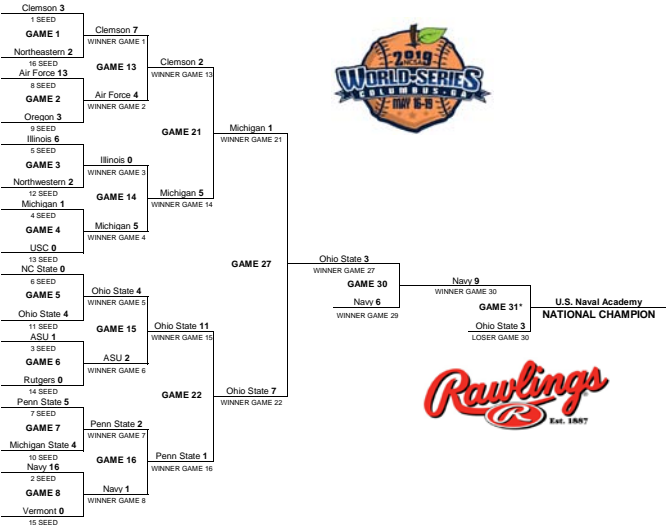 Clemson 3
1 SEED
GAME 1
Northeastern 2
16 SEED
Air Force 13
8 SEED
GAME 2
Oregon 3
9 SEED
Illinois 6
5 SEED
GAME 3
Northwestern 2
12 SEED
Michigan 1
4 SEED
GAME 4
USC 0
13 SEED
NC State 0
6 SEED
GAME 5
Ohio State 4
11 SEED
ASU 1
3 SEED
GAME 6
Rutgers 0
14 SEED
Penn State 5
7 SEED
GAME 7
Michigan State 4
10 SEED
Navy 16
2 SEED
GAME 8
Vermont 0
15 SEED
Clemson 7
WINNER GAME 1
GAME 13
Air Force 4
WINNER GAME 2
Illinois 0
WINNER GAME 3
GAME 14
Michigan 5
WINNER GAME 4
Ohio State 4
WINNER GAME 5
GAME 15
ASU 2
WINNER GAME 6
Penn State 2
WINNER GAME 7
GAME 16
Navy 1
WINNER GAME 8
Clemson 2
WINNER GAME 13
GAME 21
Michigan 5
WINNER GAME 14
Ohio State 11
WINNER GAME 15
GAME 22
Penn State 1
WINNER GAME 16
Michigan 1
WINNER GAME 21
GAME 27
Ohio State 7
WINNER GAME 22
Ohio State 3
WINNER GAME 27
GAME 30
Navy 6
WINNER GAME 29
Navy 9
WINNER GAME 30
GAME 31*
Ohio State 3
LOSER GAME 30
U.S. Naval Academy
NATIONAL CHAMPION
2019
NCSA
WORLD SERIES
COLUMBUS, GA
MAY 16-19
Rawlings
R
Est. 1887